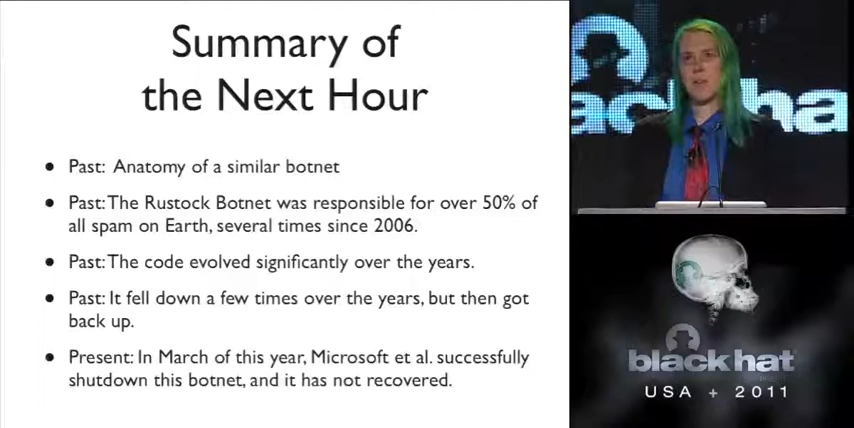 Summary of
the Next Hour
• Past: Anatomy of a similar botnet
• Past: The Rustock Botnet was responsible for over 50% of
all spam on Earth, several times since 2006.
• Past: The code evolved significantly over the years.
• Past: It fell down a few times over the years, but then got
back up.
• Present: In March of this year, Microsoft et al. successfully
shutdown this botnet, and it has not recovered.
black ha
black hat
USA + 2011